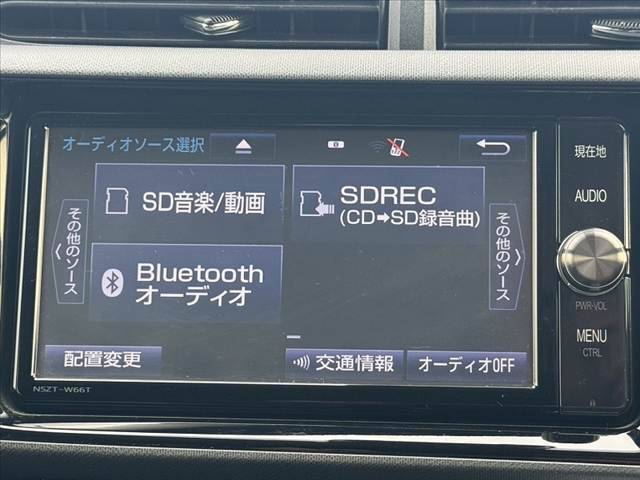 オーディオソース選択
現在地
SD音楽/動画
SDREC
(CD➡SD録音曲)
AUDIO
その他のソース
その他のソース
Bluetooth
オーディオ
PWR•VOL
MENU
CTRL
配置変更
交通情報
オーディオOFF
NSZT-W66T